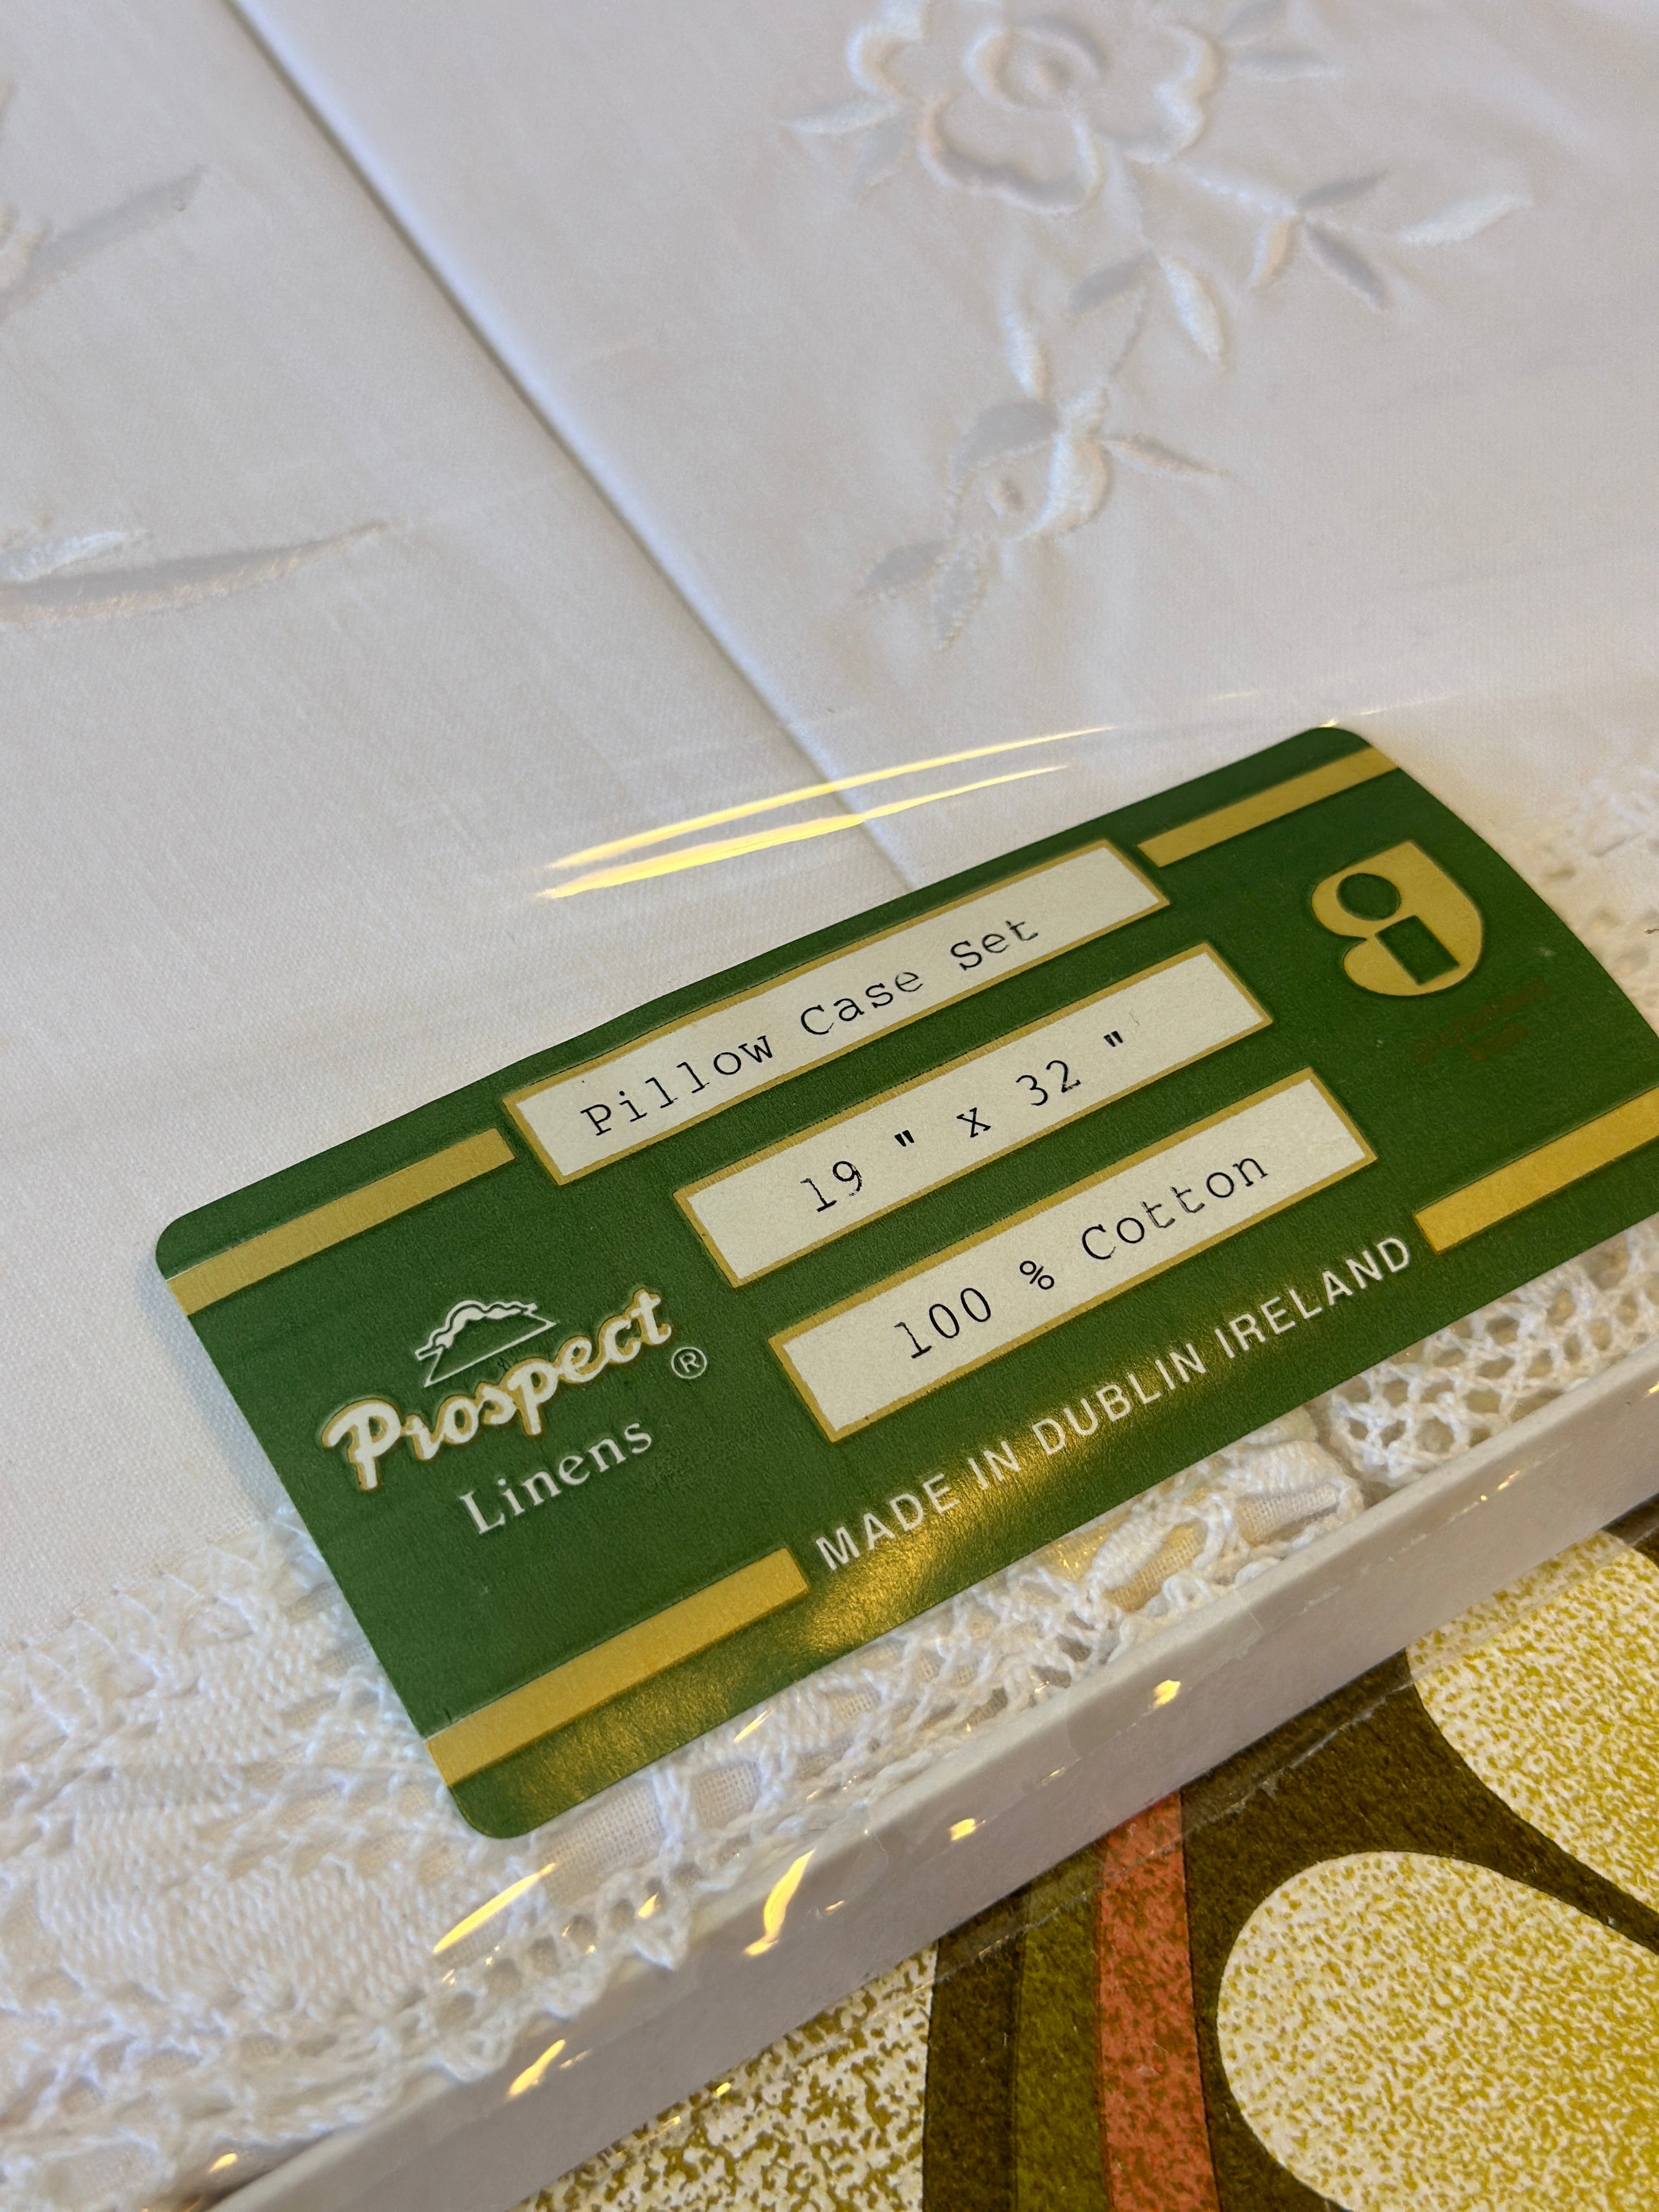 Pillow Case Set
19 " x 32 "
100 % Cotton
Prospect ®
Linens
MADE IN DUBLIN IRELAND